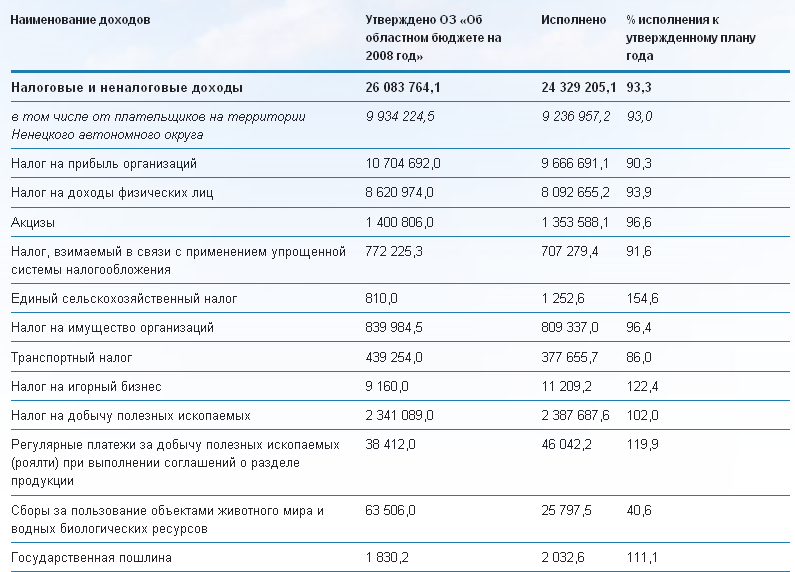 Наименование доходов Утверждено ОЗ «Об Исполнено % исполнения к
областном бюджете на утвержденному плану
2008 год» года
Налоговые и неналоговые доходы 26 083 764,1 24 329 205,1 93,3
в том числе от плательщиков на территории 9 934 224,5 9 236 957,2 93,0
Ненецкого автономного округа
Налог на прибыль организаций 10 704 692,0 9 666 691,1 90,3
Налог на доходы физических лиц 8 620 974,0 8 092 655,2 93,9
Акцизы 1 400 806,0 1 353 588,1 96,6
Налог, взимаемый в связи с применением упрощенной 772 225,3 707 279,4 91,6
системы налогообложения
Единый сельскохозяйственный налог 810,0 1 252,6 154,6
Налог на имущество организаций 839 984,5 809 337,0 96,4
Транспортный налог 439 254,0 377 655,7 86,0
Налог на игорный бизнес 9 160,0 11 209,2 122,4
Налог на добычу полезных ископаемых 2 341 089,0 2 387 687,6 102,0
Регулярные платежи за добычу полезных ископаемых 38 412,0 46 042,2 119,9
(роялти) при выполнении соглашений о разделе
продукции
Сборы за пользование объектами животного мира и 63 506,0 25 797,5 40,6
водных биологических ресурсов
Государственная пошлина 1 830,2 2 032,6 111,1